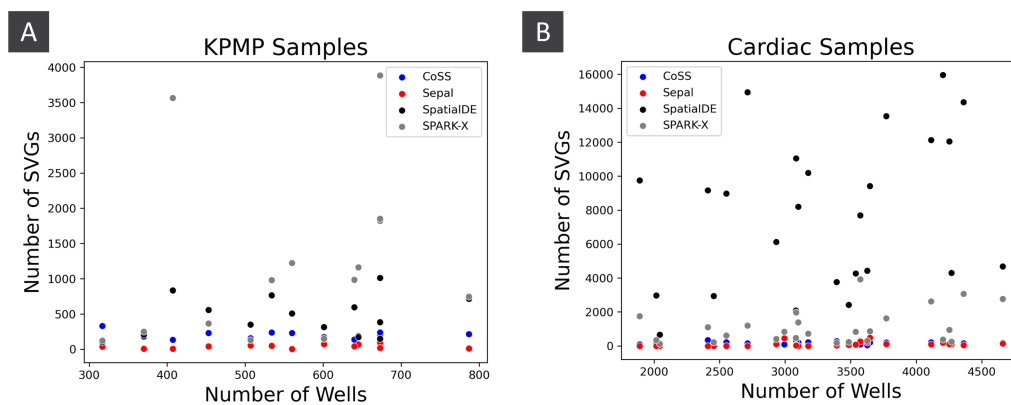 A
KPMP Samples
4000
3500
3000
2500
2000
1500
1000
500
0
Number of SVGs
CoSS
Sepal
SpatialDE
SPARK-X
300 400 500 600 700 800
Number of Wells
B
Cardiac Samples
16000
14000
12000
10000
8000
6000
4000
2000
0
Number of SVGs
CoSS
Sepal
SpatialDE
SPARK-X
2000 2500 3000 3500 4000 4500
Number of Wells